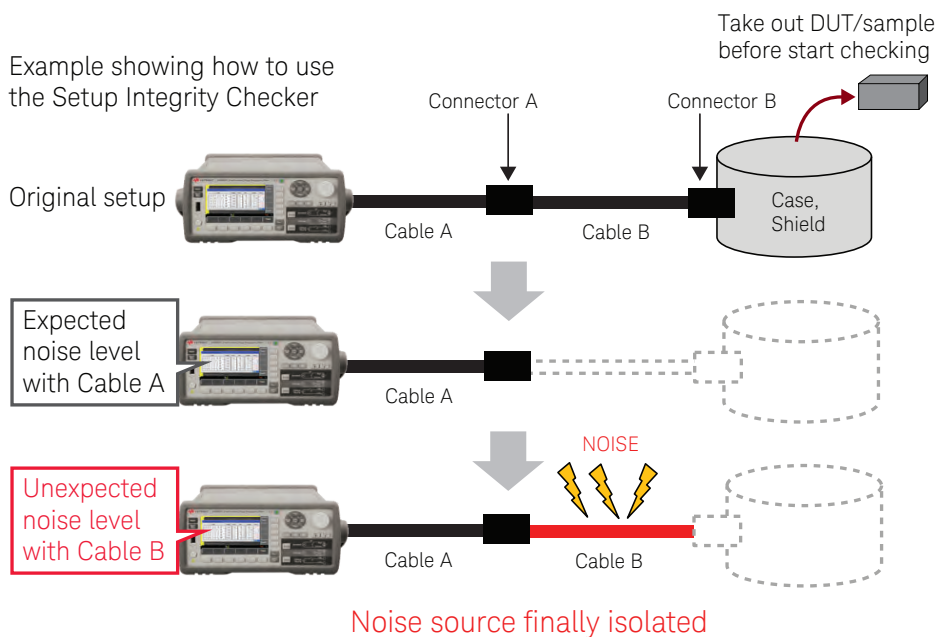 Take out DUT/sample
before start checking
Example showing how to use
the Setup Integrity Checker
Connector A
Connector B
Original setup
Cable A
Cable B
Case,
Shield
Expected
noise level
with Cable A
Cable A
NOISE
Unexpected
noise level
with Cable B
Cable A
Cable B
Noise source finally isolated